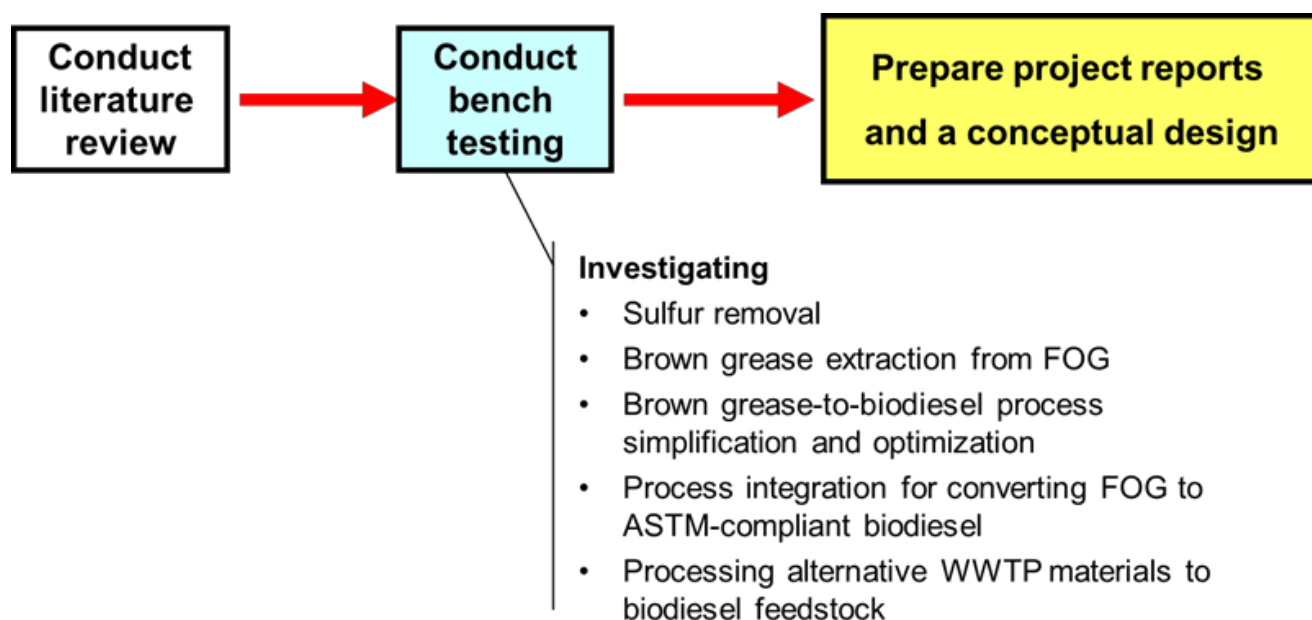 Conduct
literature
review
Conduct
bench
testing
Prepare project reports
and a conceptual design
Investigating
• Sulfur removal
• Brown grease extraction from FOG
• Brown grease-to-biodiesel process
simplification and optimization
• Process integration for converting FOG to
ASTM-compliant biodiesel
• Processing alternative WWTP materials to
biodiesel feedstock